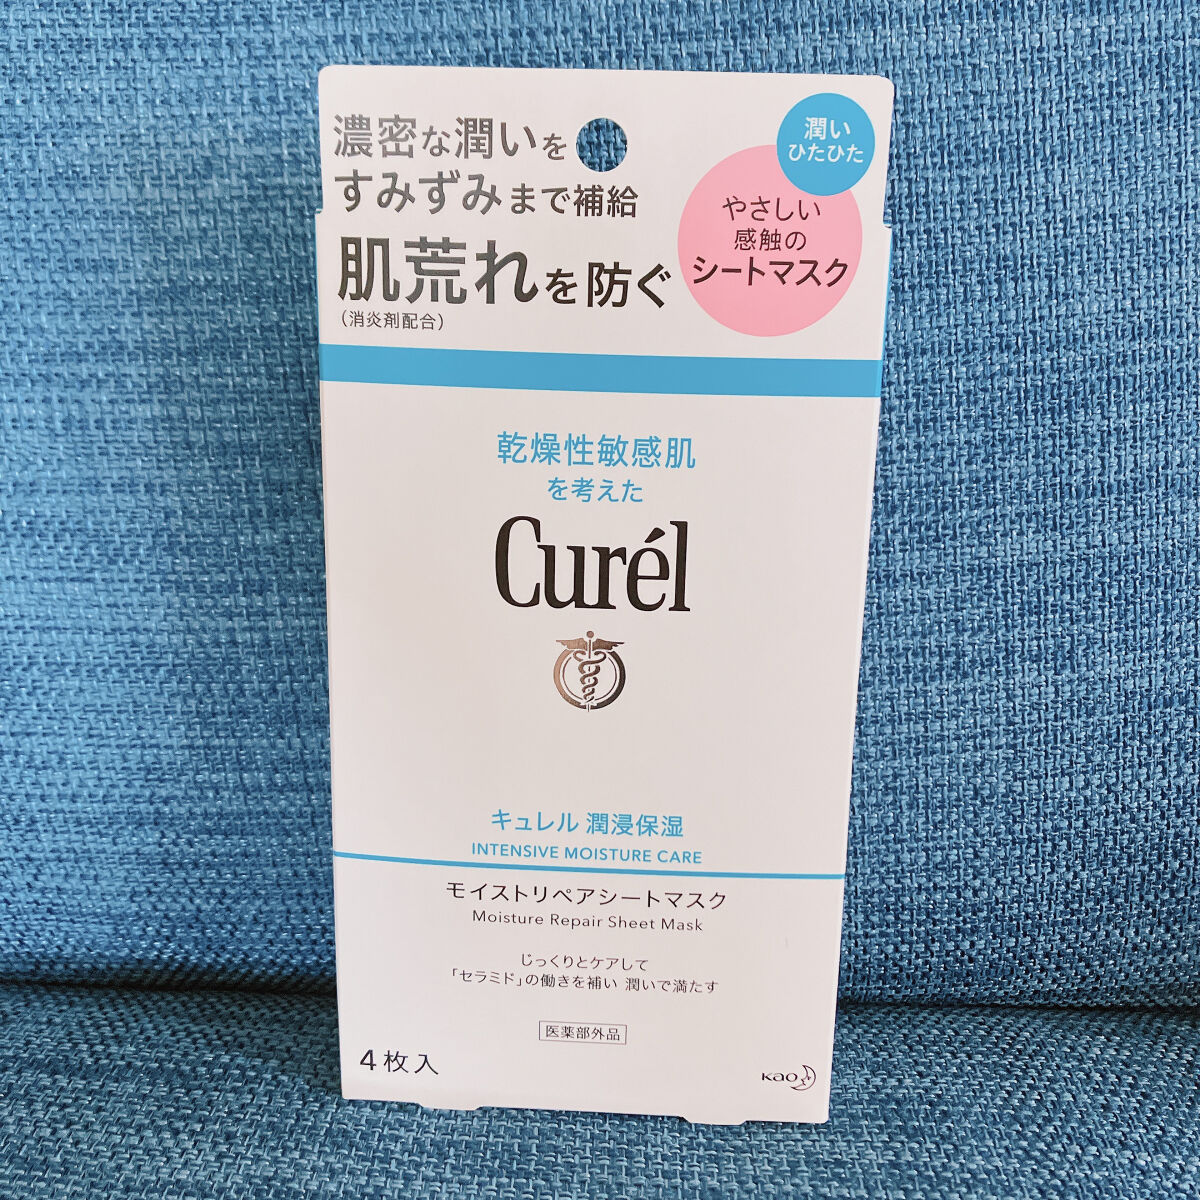 濃密な潤いを
すみずみまで補給
肌荒れを防ぐ
(消炎剤配合)
潤い
ひたひた
やさしい
感触の
シートマスク
乾燥性敏感肌
を考えた
Curél
キュレル 潤浸保湿
INTENSIVE MOISTURE CARE
モイストリペアシートマスク
Moisture Repair Sheet Mask
じっくりとケアして
「セラミド」の働きを補い 潤いで満たす
医薬部外品
4枚入
Kao